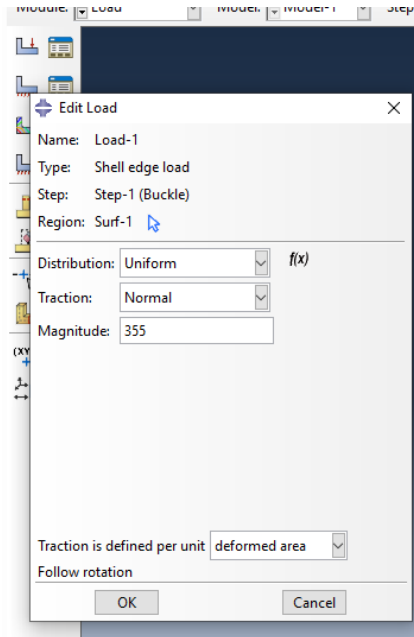 Module: Load Model: Model-1 Step
Edit Load
Name: Load-1
Type: Shell edge load
Step: Step-1 (Buckle)
Region: Surf-1
Distribution: Uniform f(x)
Traction: Normal
Magnitude: 355
(XY
Traction is defined per unit deformed area
Follow rotation
OK Cancel